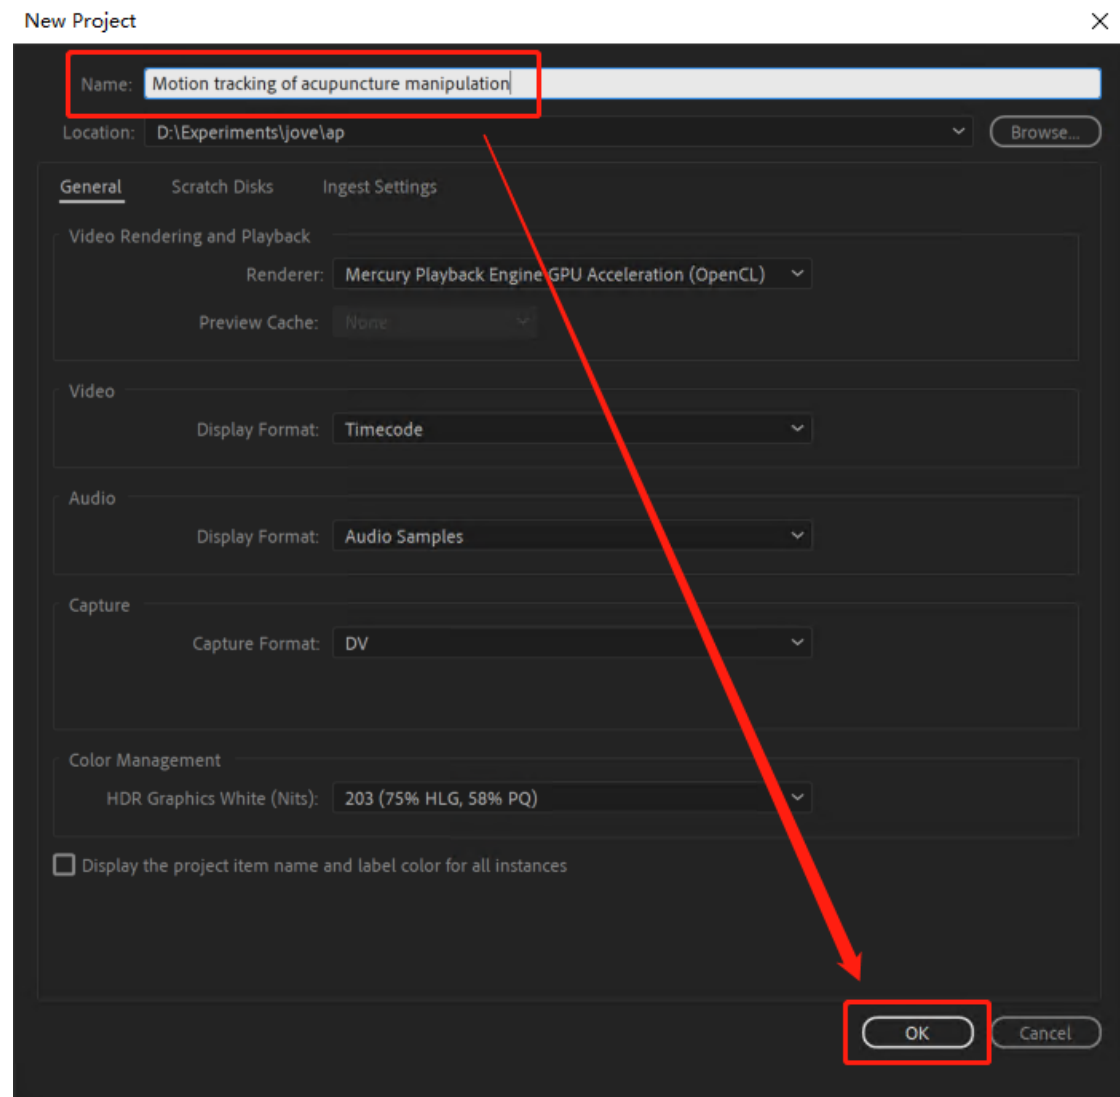 New Project
Name: Motion tracking of acupuncture manipulation
Location: D:\Experiments\jove\ap Browse...
General Scratch Disks Ingest Settings
Video Rendering and Playback
Renderer: Mercury Playback Engine GPU Acceleration (OpenCL)
Preview Cache: None
Video
Display Format: Timecode
Audio
Display Format: Audio Samples
Capture
Capture Format: DV
Color Management
HDR Graphics White (Nits): 203 (75% HLG, 58% PQ)
Display the project item name and label color for all instances
OK Cancel